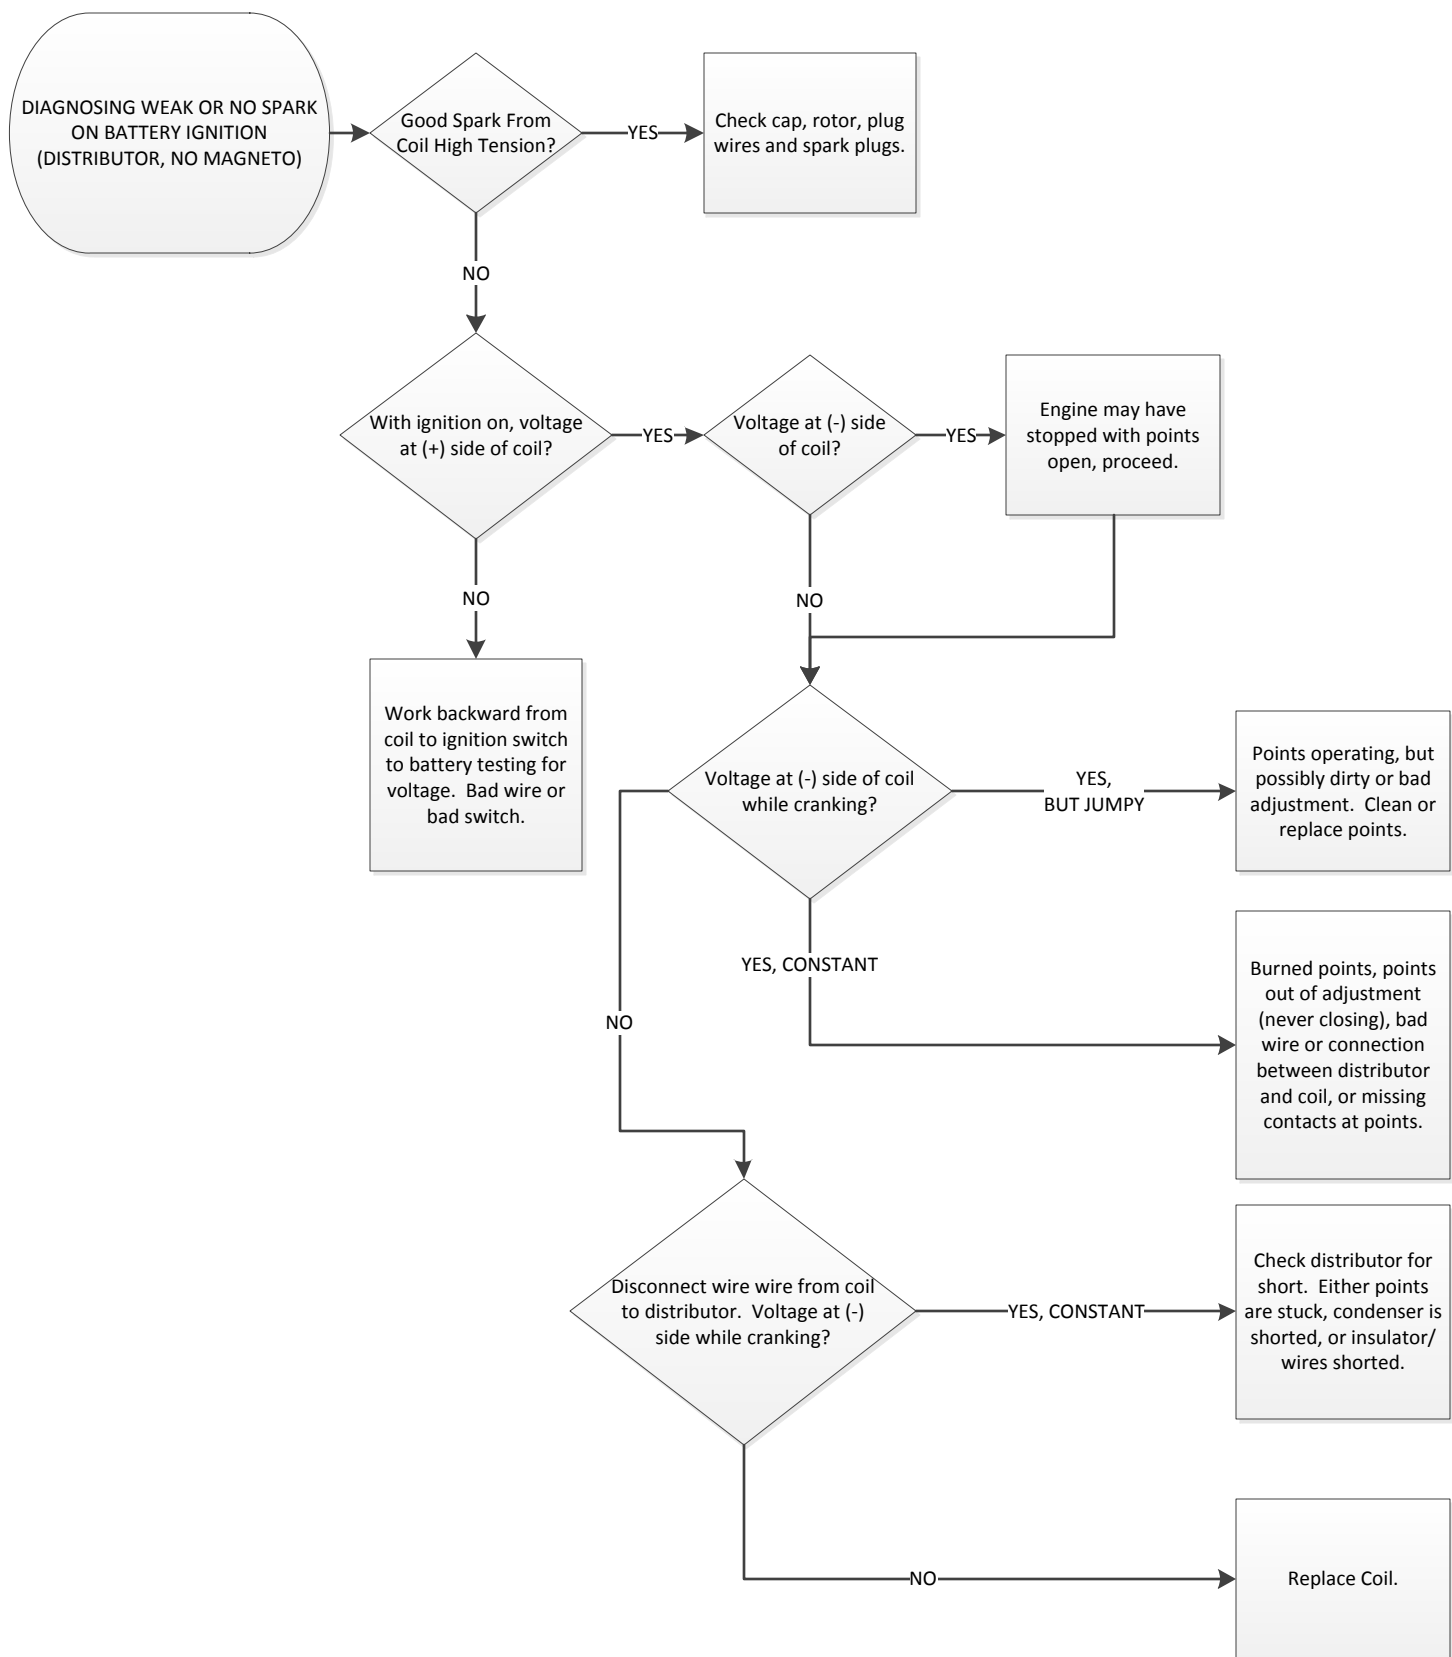 DIAGNOSING WEAK OR NO SPARK
ON BATTERY IGNITION
(DISTRIBUTOR, NO MAGNETO)
Good Spark From
Coil High Tension?
YES
Check cap, rotor, plug
wires and spark plugs.
NO
With ignition on, voltage
at (+) side of coil?
YES
Voltage at (-) side
of coil?
YES
Engine may have
stopped with points
open, proceed.
NO
NO
Work backward from
coil to ignition switch
to battery testing for
voltage.  Bad wire or
bad switch.
Voltage at (-) side of coil
while cranking?
YES,
BUT JUMPY
Points operating, but
possibly dirty or bad
adjustment.  Clean or
replace points.
YES, CONSTANT
Burned points, points
out of adjustment
(never closing), bad
wire or connection
between distributor
and coil, or missing
contacts at points.
NO
Disconnect wire wire from coil
to distributor.  Voltage at (-)
side while cranking?
YES, CONSTANT
Check distributor for
short.  Either points
are stuck, condenser is
shorted, or insulator/
wires shorted.
NO
Replace Coil.